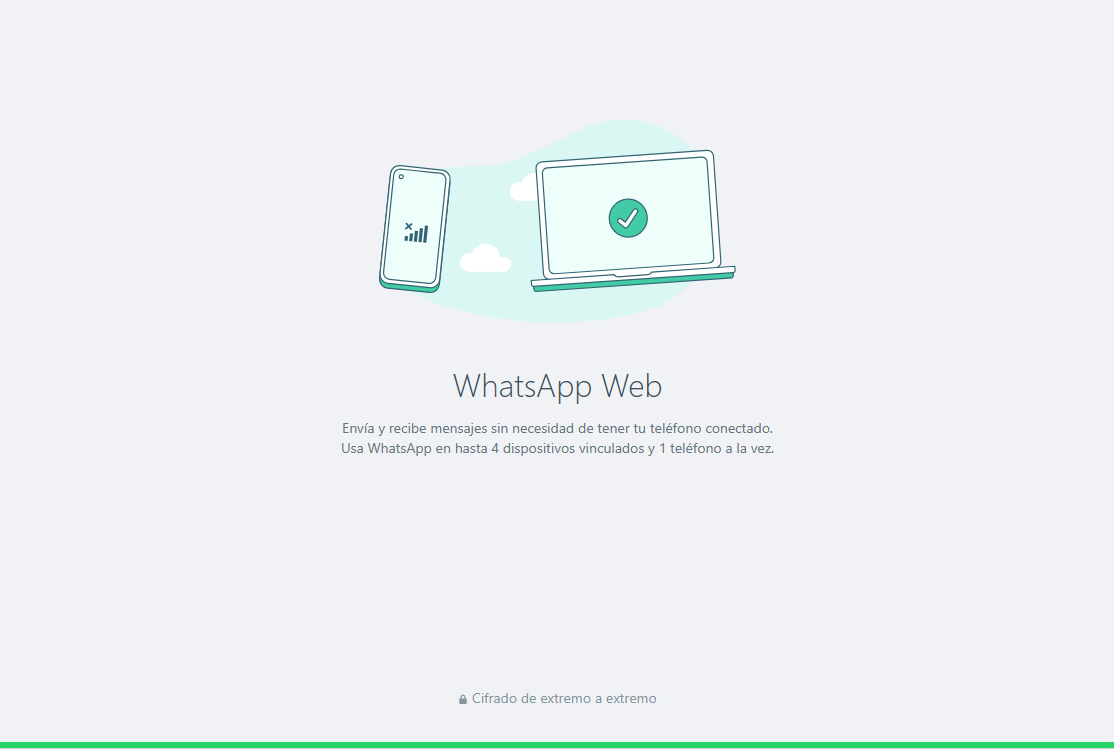 WhatsApp Web
Envía y recibe mensajes sin necesidad de tener tu teléfono conectado.
Usa WhatsApp en hasta 4 dispositivos vinculados y 1 teléfono a la vez.
Cifrado de extremo a extremo